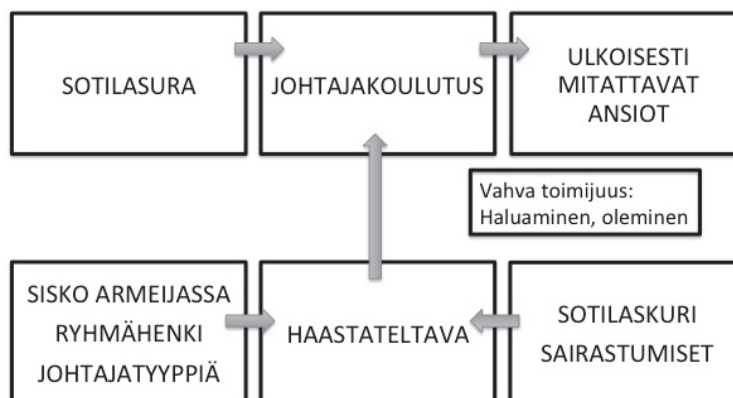 SOTILASURA
JOHTAJAKOULUTUS
ULKOISESTI
MITATTAVAT
ANSIOT
Vahva toimijuus:
Haluaminen, oleminen
SISKO ARMEIJASSA
RYHMÄHENKI
JOHTAJATYYPPIÄ
HAASTATELTAVA
SOTILASKURI
SAIRASTUMISET